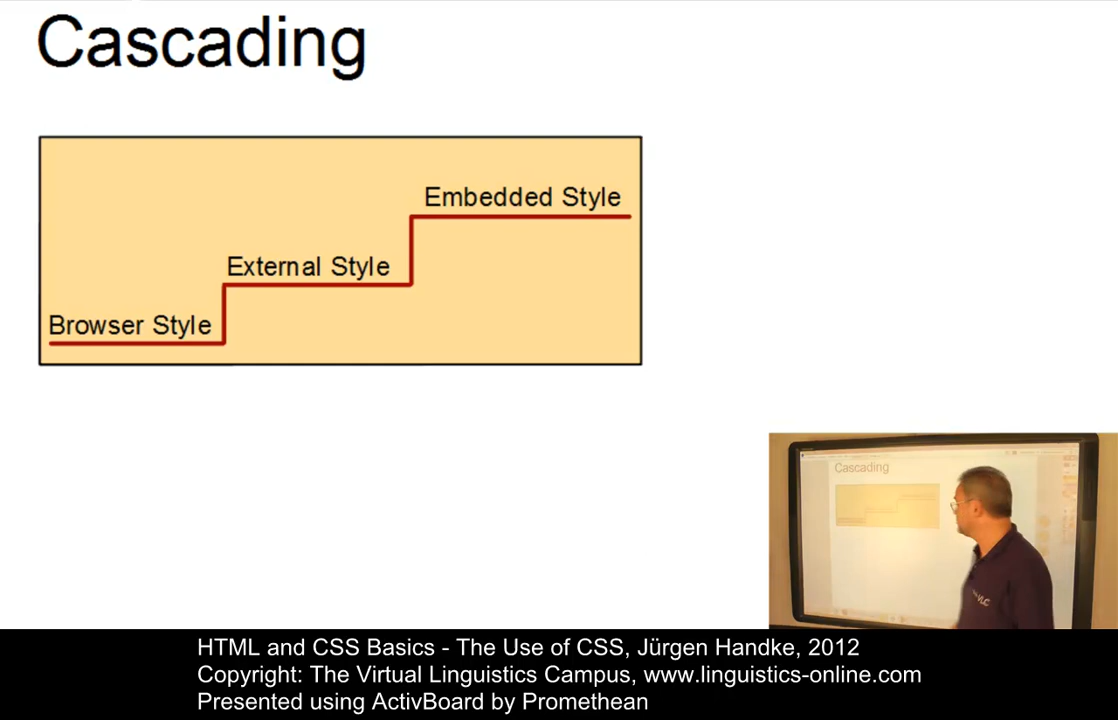 Cascading
Embedded Style
External Style
Browser Style
Cascading
VLC
HTML and CSS Basics - The Use of CSS, Jürgen Handke, 2012
Copyright: The Virtual Linguistics Campus, www.linguistics-online.com
Presented using ActivBoard by Promethean